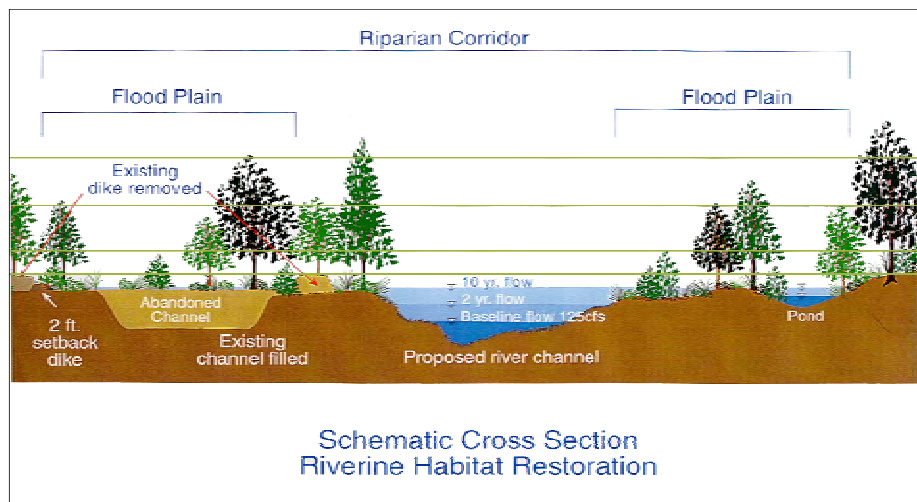 Riparian Corridor
Flood Plain
Flood Plain
Existing
dike removed
10 yr. flow
2 yr. flow
Baseline flow 125cfs
Abandoned
Channel
Pond
2 ft.
setback
dike
Existing
channel filled
Proposed river channel
Schematic Cross Section
Riverine Habitat Restoration